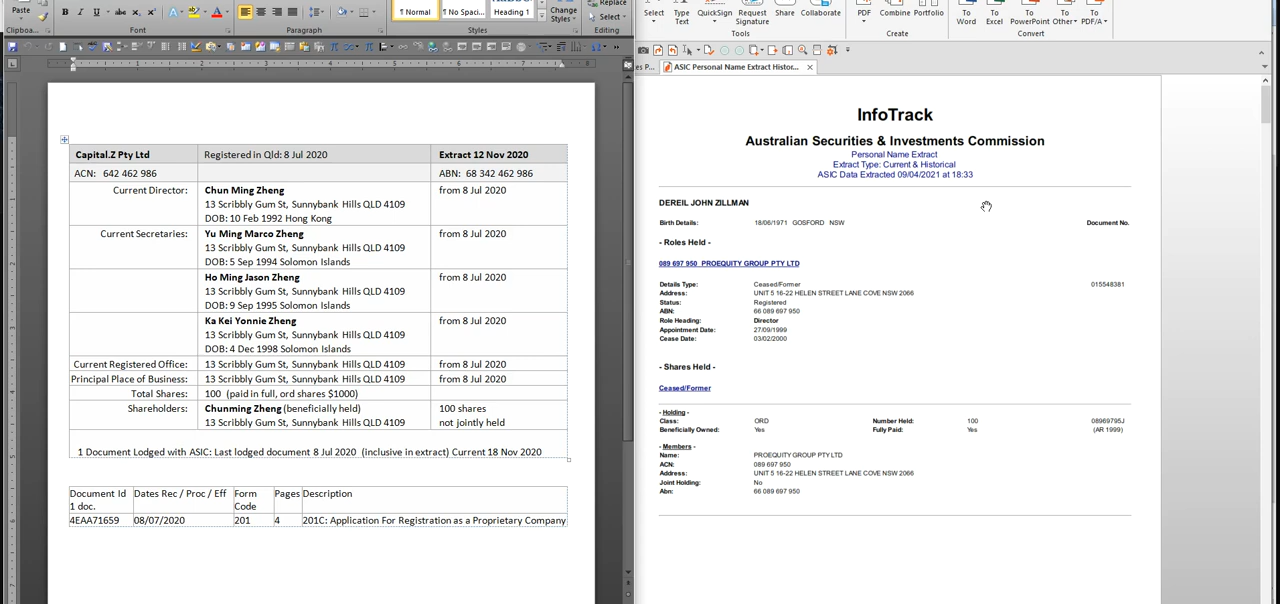 Paste
B I U abc X₂ X² A ab A
Clipboa... Font Paragraph Styles Editing
¶ Normal ¶ No Spaci... Heading 1 Change Styles Replace Select
Select Type Text QuickSign Request Signature Share Collaborate PDF Combine Portfolio To Word To Excel To PowerPoint To Other To PDF/A
Tools Create Convert
es P... ASIC Personal Name Extract Histor... ×
1 2 3 4 5 6 7
Capital.Z Pty Ltd Registered in Qld: 8 Jul 2020 Extract 12 Nov 2020
ACN: 642 462 986 ABN: 68 342 462 986
Current Director: Chun Ming Zheng from 8 Jul 2020
13 Scribbly Gum St, Sunnybank Hills QLD 4109
DOB: 10 Feb 1992 Hong Kong
Current Secretaries: Yu Ming Marco Zheng from 8 Jul 2020
13 Scribbly Gum St, Sunnybank Hills QLD 4109
DOB: 5 Sep 1994 Solomon Islands
Ho Ming Jason Zheng from 8 Jul 2020
13 Scribbly Gum St, Sunnybank Hills QLD 4109
DOB: 9 Sep 1995 Solomon Islands
Ka Kei Yonnie Zheng from 8 Jul 2020
13 Scribbly Gum St, Sunnybank Hills QLD 4109
DOB: 4 Dec 1998 Solomon Islands
Current Registered Office: 13 Scribbly Gum St, Sunnybank Hills QLD 4109 from 8 Jul 2020
Principal Place of Business: 13 Scribbly Gum St, Sunnybank Hills QLD 4109 from 8 Jul 2020
Total Shares: 100 (paid in full, ord shares $1000)
Shareholders: Chunming Zheng (beneficially held) 100 shares
13 Scribbly Gum St, Sunnybank Hills QLD 4109 not jointly held
1 Document Lodged with ASIC: Last lodged document 8 Jul 2020 (inclusive in extract) Current 18 Nov 2020
Document Id Dates Rec / Proc / Eff Form Pages Description
1 doc. Code
4EAA71659 08/07/2020 201 4 201C: Application For Registration as a Proprietary Company
InfoTrack
Australian Securities & Investments Commission
Personal Name Extract
Extract Type: Current & Historical
ASIC Data Extracted 09/04/2021 at 18:33
DEREIL JOHN ZILLMAN
Birth Details: 18/06/1971 GOSFORD NSW Document No.
- Roles Held -
089 697 950 PROEQUITY GROUP PTY LTD
Details Type: Ceased/Former 015548381
Address: UNIT 5 16-22 HELEN STREET LANE COVE NSW 2066
Status: Registered
ABN: 66 089 697 950
Role Heading: Director
Appointment Date: 27/09/1999
Cease Date: 03/02/2000
- Shares Held -
Ceased/Former
- Holding -
Class: ORD Number Held: 100 08969795J
Beneficially Owned: Yes Fully Paid: Yes (AR 1999)
- Members -
Name: PROEQUITY GROUP PTY LTD
ACN: 089 697 950
Address: UNIT 5 16-22 HELEN STREET LANE COVE NSW 2066
Joint Holding: No
Abn: 66 089 697 950